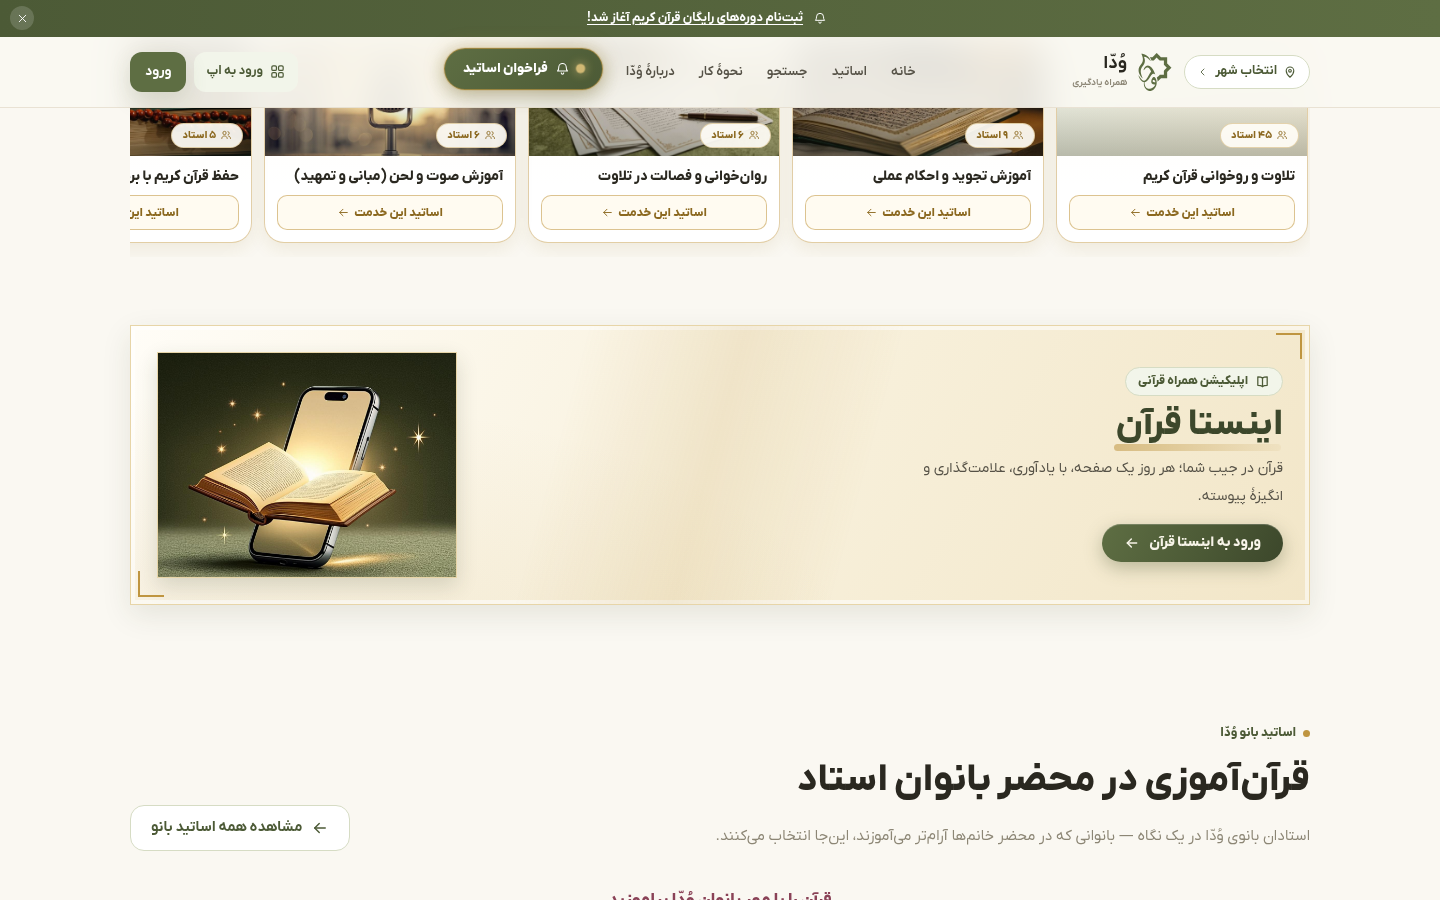 ثبت‌نام دوره‌های رایگان قرآن کریم آغاز شد!
انتخاب شهر
وُدّا
همراه یادگیری
خانه
اساتید
جستجو
نحوهٔ کار
دربارهٔ وُدّا
فراخوان اساتید
ورود به اپ
ورود
۴۵ استاد
۹ استاد
۶ استاد
۶ استاد
۵ استاد
تلاوت و روخوانی قرآن کریم
آموزش تجوید و احکام عملی
روان‌خوانی و فصالت در تلاوت
آموزش صوت و لحن (مبانی و تمهید)
حفظ قرآن کریم با بر
اساتید این خدمت
اساتید این خدمت
اساتید این خدمت
اساتید این خدمت
اساتید این
اپلیکیشن همراه قرآنی
اینستا قرآن
قرآن در جیب شما؛ هر روز یک صفحه، با یادآوری، علامت‌گذاری و
انگیزهٔ پیوسته.
ورود به اینستا قرآن
اساتید بانو وُدّا
قرآن‌آموزی در محضر بانوان استاد
استادان بانوی وُدّا در یک نگاه — بانوانی که در محضر خانم‌ها آرام‌تر می‌آموزند، این‌جا انتخاب می‌کنند.
مشاهده همه اساتید بانو